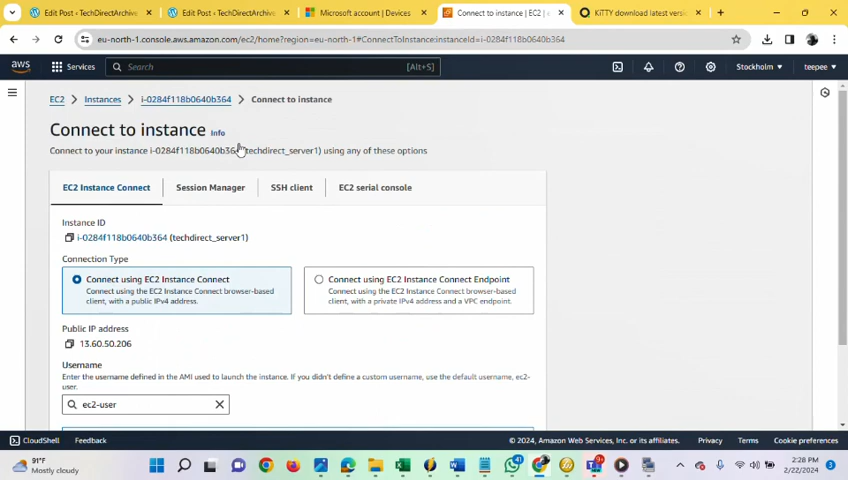 Edit Post ‹ TechDirectArchive
Edit Post ‹ TechDirectArchive
Microsoft account | Devices
Connect to instance | EC2 | e
KiTTY download latest version
eu-north-1.console.aws.amazon.com/ec2/home?region=eu-north-1#ConnectToInstance:instanceId=i-0284f118b0640b364
aws
Services
Search
[Alt+S]
Stockholm
teepee
EC2
Instances
i-0284f118b0640b364
Connect to instance
Connect to instance Info
Connect to your instance i-0284f118b0640b364 (techdirect_server1) using any of these options
EC2 Instance Connect
Session Manager
SSH client
EC2 serial console
Instance ID
i-0284f118b0640b364 (techdirect_server1)
Connection Type
Connect using EC2 Instance Connect
Connect using the EC2 Instance Connect browser-based
client, with a public IPv4 address.
Connect using EC2 Instance Connect Endpoint
Connect using the EC2 Instance Connect browser-based
client, with a private IPv4 address and a VPC endpoint.
Public IP address
13.60.50.206
Username
Enter the username defined in the AMI used to launch the instance. If you didn't define a custom username, use the default username, ec2-
user.
ec2-user
CloudShell
Feedback
© 2024, Amazon Web Services, Inc. or its affiliates.
Privacy
Terms
Cookie preferences
91°F
Mostly cloudy
41
9+
2:28 PM
2/22/2024
3